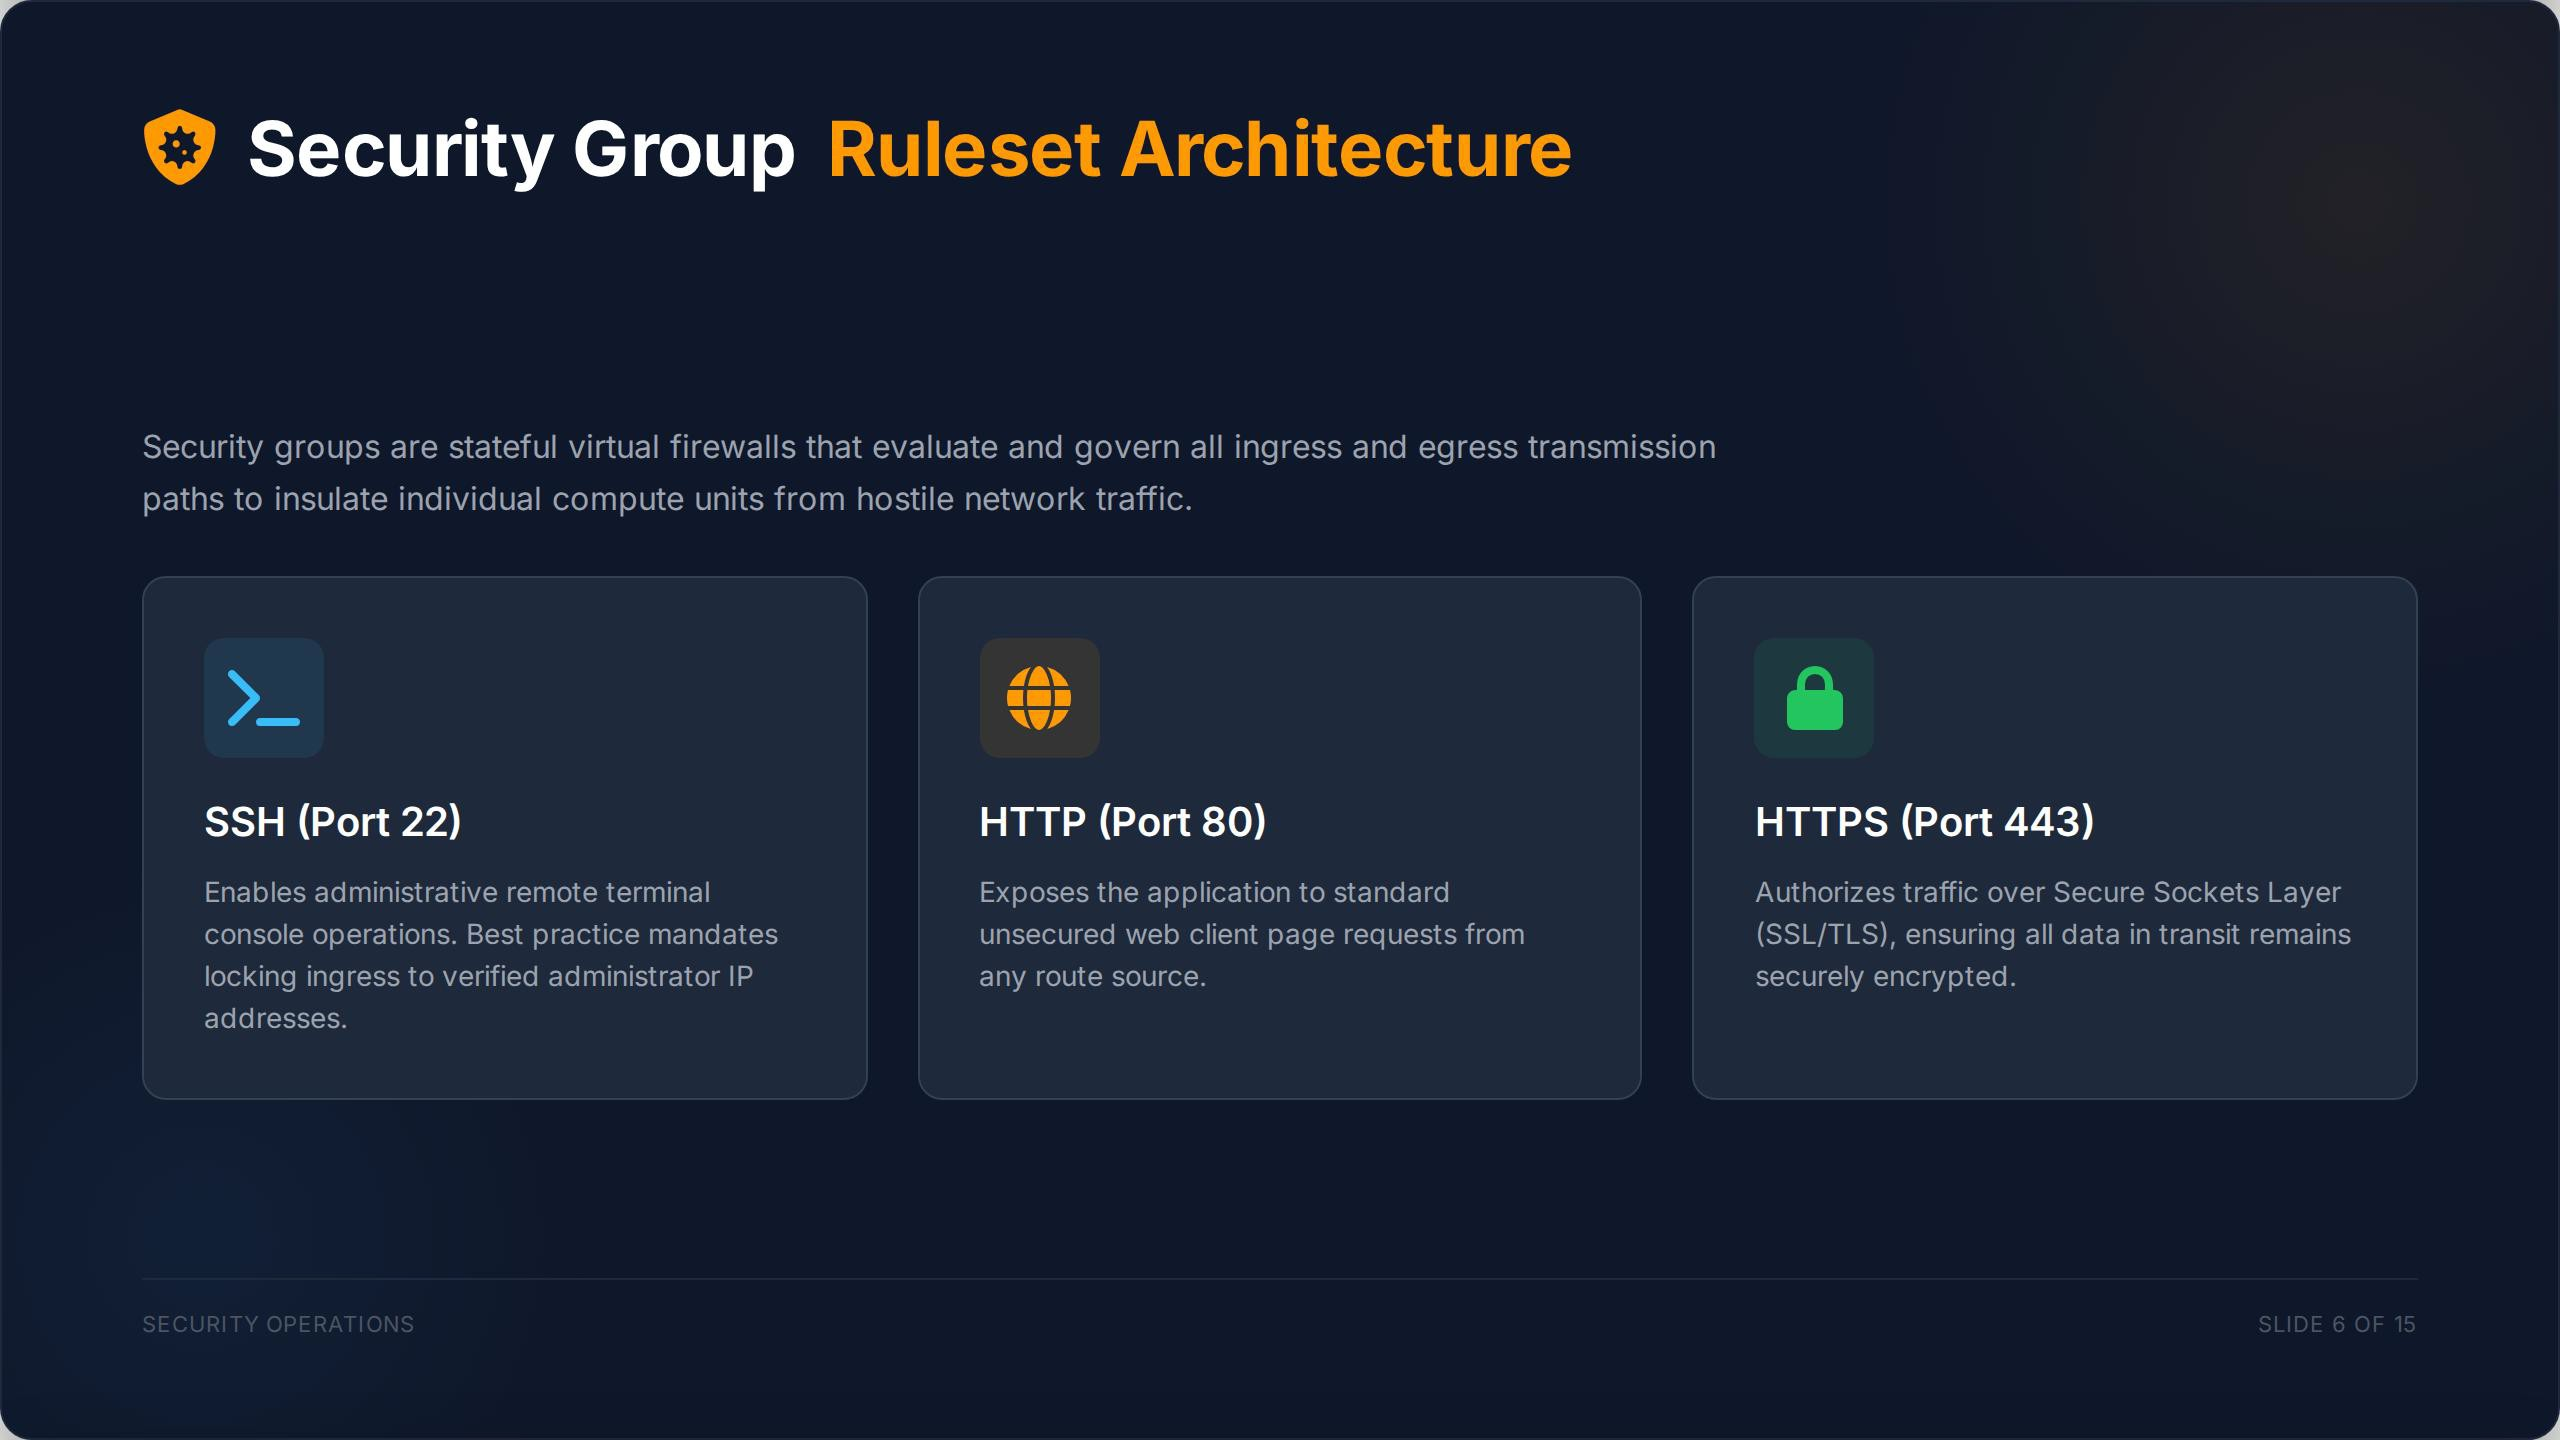 Security Group Ruleset Architecture
Security groups are stateful virtual firewalls that evaluate and govern all ingress and egress transmission
paths to insulate individual compute units from hostile network traffic.
SSH (Port 22)
Enables administrative remote terminal
console operations. Best practice mandates
locking ingress to verified administrator IP
addresses.
HTTP (Port 80)
Exposes the application to standard
unsecured web client page requests from
any route source.
HTTPS (Port 443)
Authorizes traffic over Secure Sockets Layer
(SSL/TLS), ensuring all data in transit remains
securely encrypted.
SECURITY OPERATIONS
SLIDE 6 OF 15